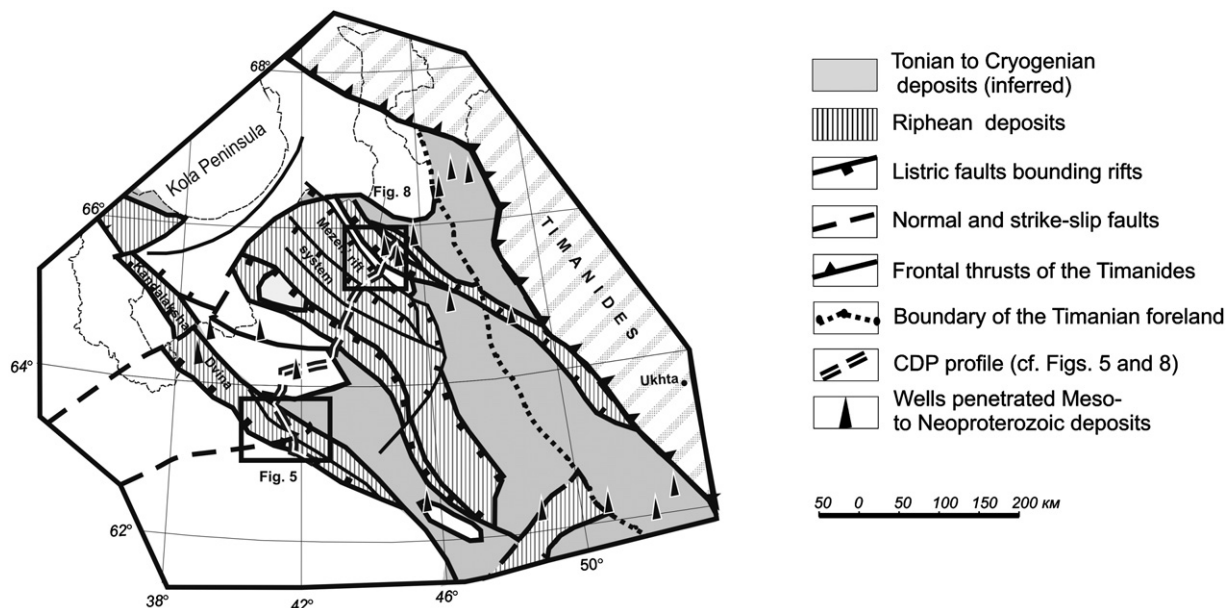 68°
Kola Peninsula
66°
Fig. 8
Mezen rift
system
TIMANIDES
Kandalaksha
Dvina
64°
Ukhta
Fig. 5
62°
38°
42°
46°
50°
Tonian to Cryogenian
deposits (inferred)
Riphean deposits
Listric faults bounding rifts
Normal and strike-slip faults
Frontal thrusts of the Timanides
Boundary of the Timanian foreland
CDP profile (cf. Figs. 5 and 8)
Wells penetrated Meso-
to Neoproterozoic deposits
50 0 50 100 150 200 км